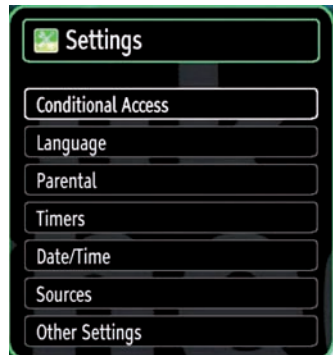 Settings
Conditional Access
Language
Parental
Timers
Date/Time
Sources
Other Settings